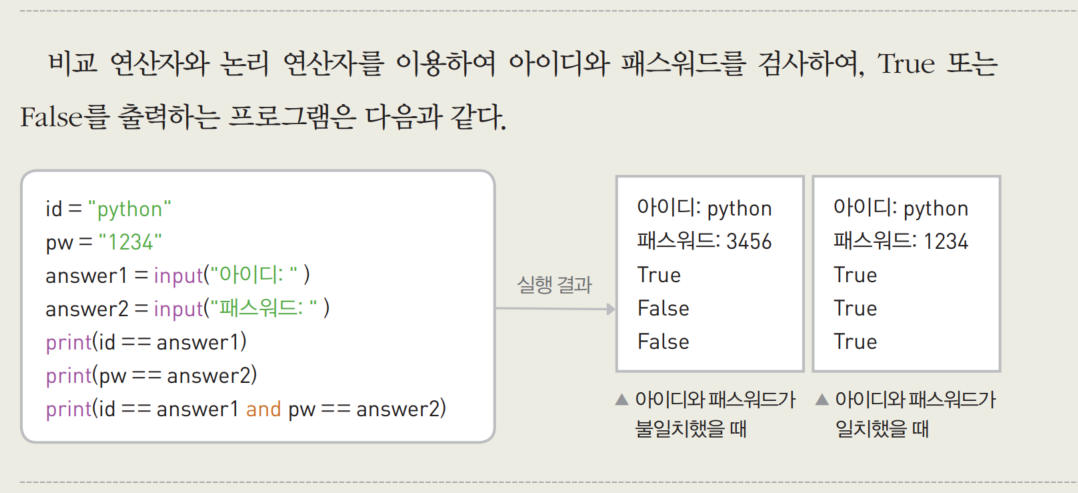 비교 연산자와 논리 연산자를 이용하여 아이디와 패스워드를 검사하여, True 또는
False를 출력하는 프로그램은 다음과 같다.
id = "python"
pw = "1234"
answer1 = input("아이디: " )
answer2 = input("패스워드: " )
print(id == answer1)
print(pw == answer2)
print(id == answer1 and pw == answer2)
실행 결과
아이디: python
패스워드: 3456
True
False
False
▲ 아이디와 패스워드가
불일치했을 때
아이디: python
패스워드: 1234
True
True
True
▲ 아이디와 패스워드가
일치했을 때